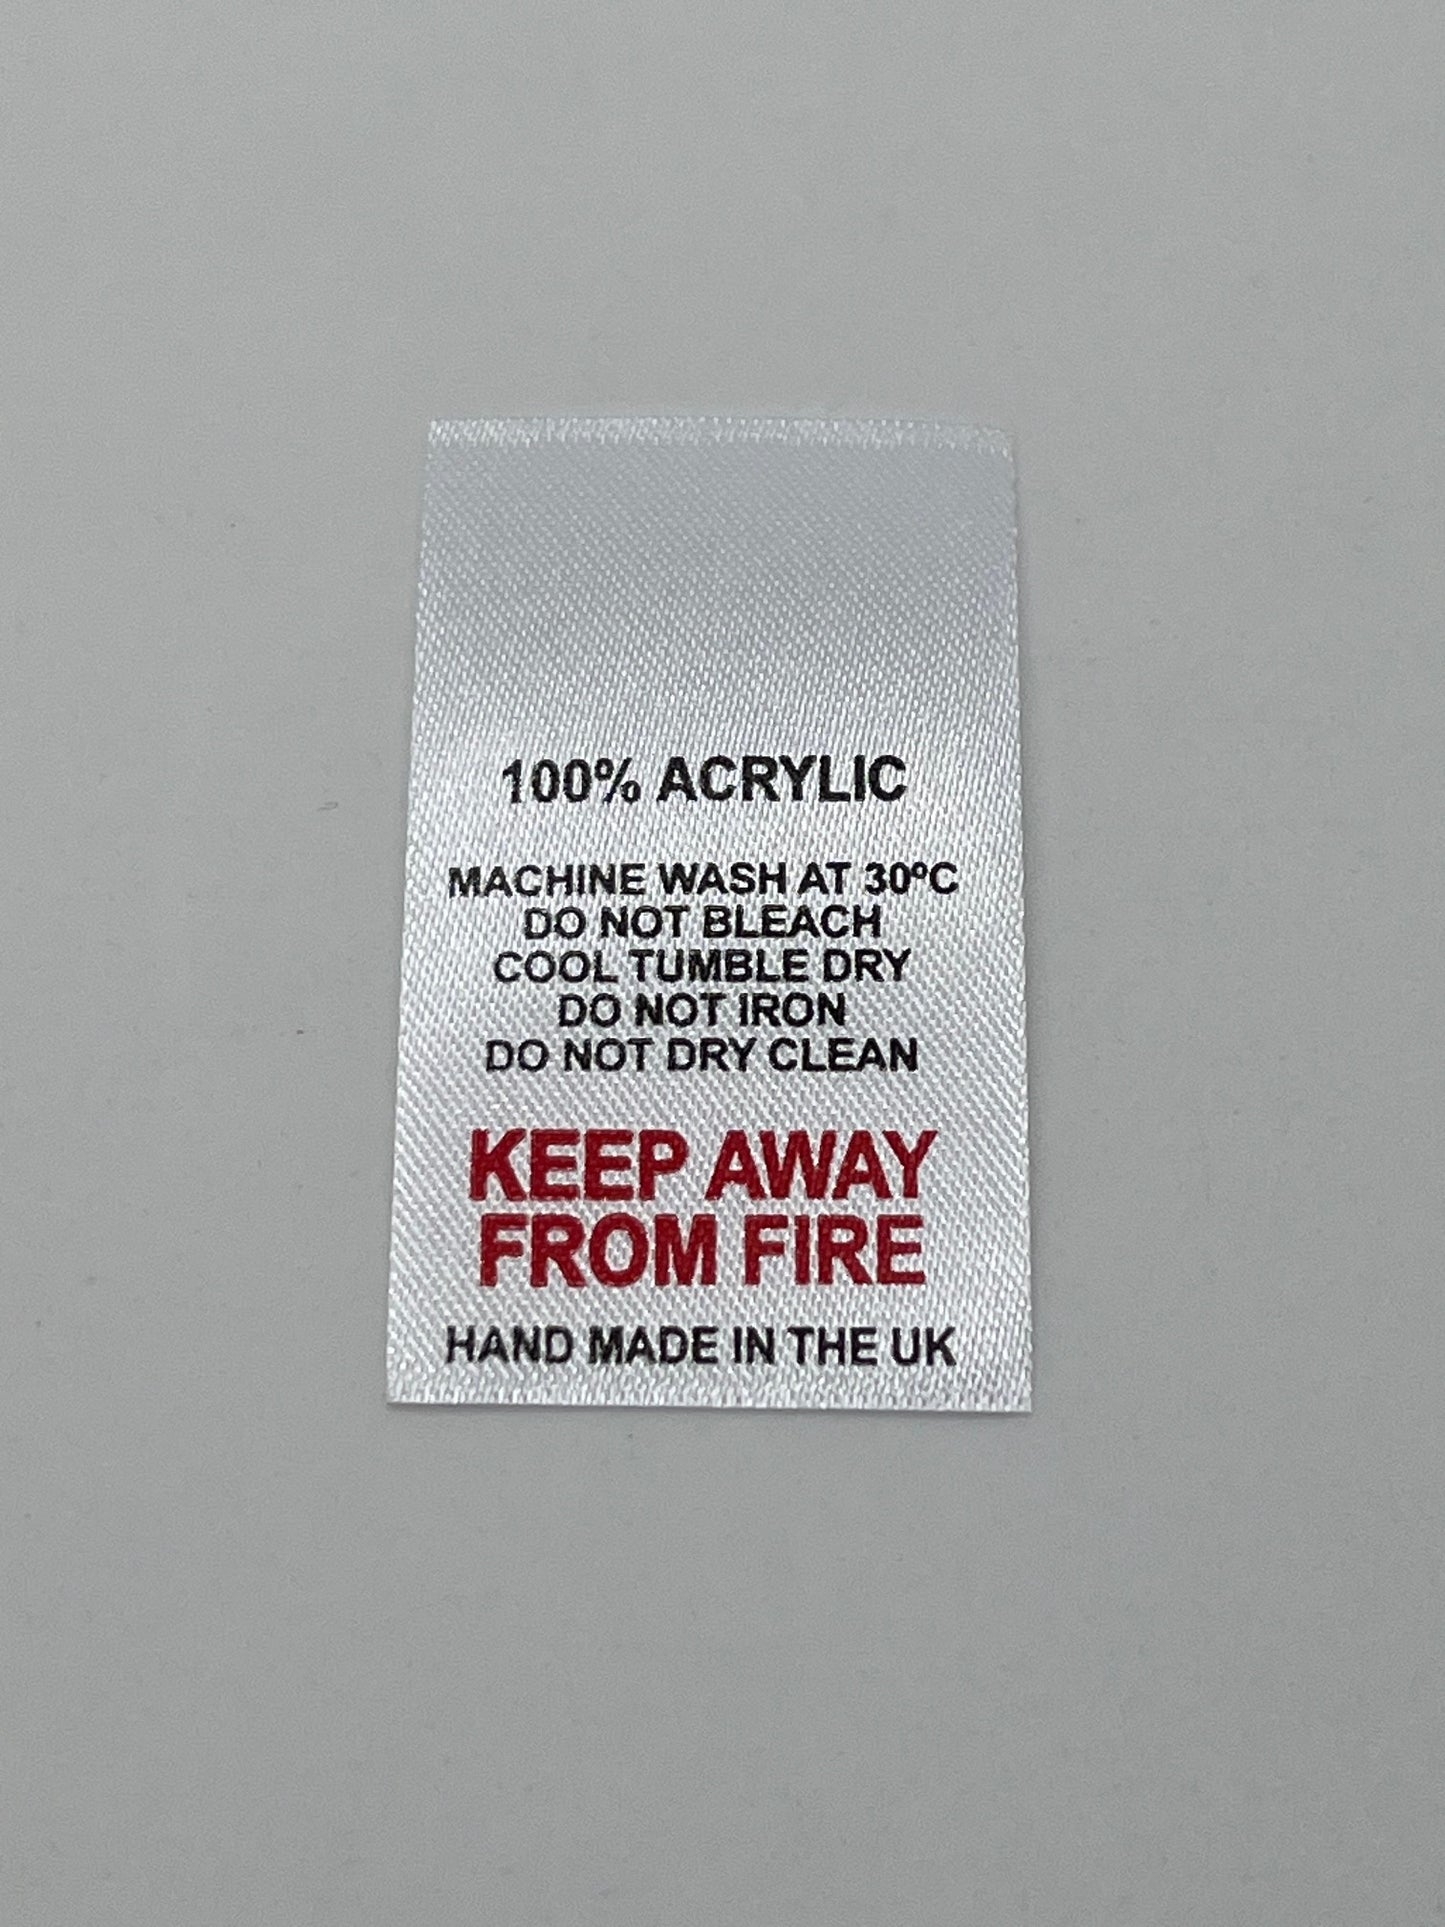 100% ACRYLIC
MACHINE WASH AT 30ºC
DO NOT BLEACH
COOL TUMBLE DRY
DO NOT IRON
DO NOT DRY CLEAN
KEEP AWAY
FROM FIRE
HAND MADE IN THE UK